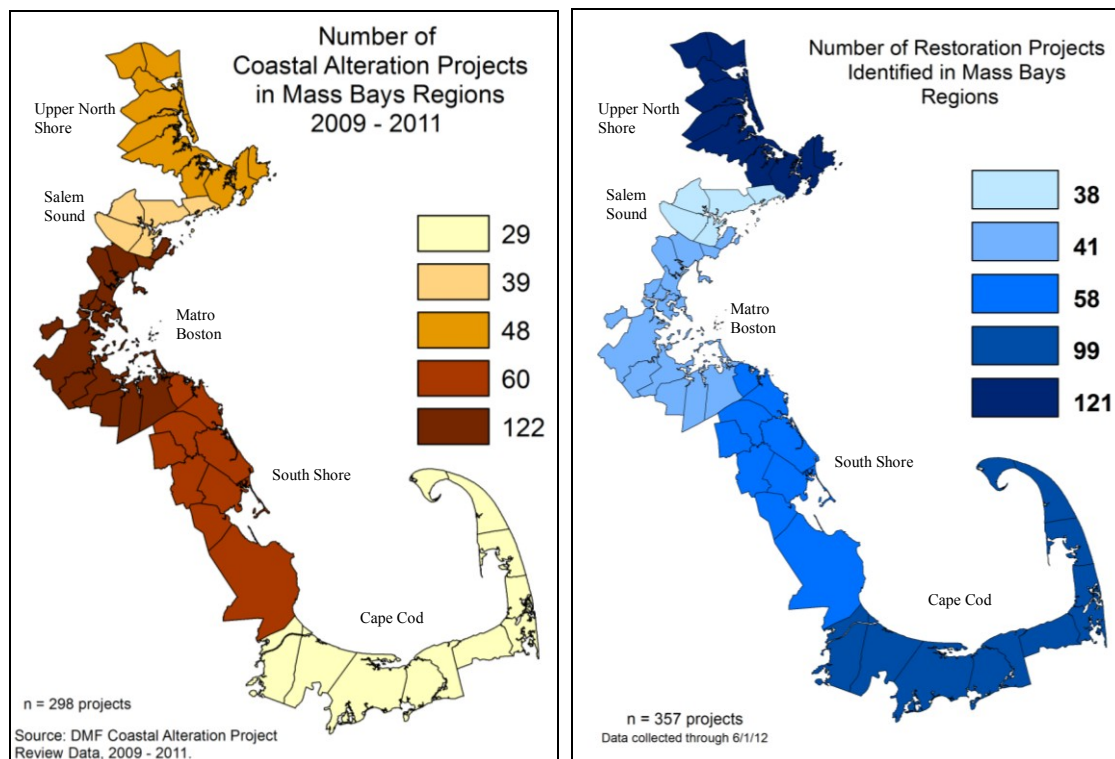 Number of
Coastal Alteration Projects
in Mass Bays Regions
2009 - 2011
Upper North
Shore
Salem
Sound
29
39
48
60
122
Matro
Boston
South Shore
Cape Cod
n = 298 projects
Source: DMF Coastal Alteration Project
Review Data, 2009 - 2011.
Number of Restoration Projects
Identified in Mass Bays
Regions
Upper North
Shore
Salem
Sound
38
41
58
99
121
Matro
Boston
South Shore
Cape Cod
n = 357 projects
Data collected through 6/1/12